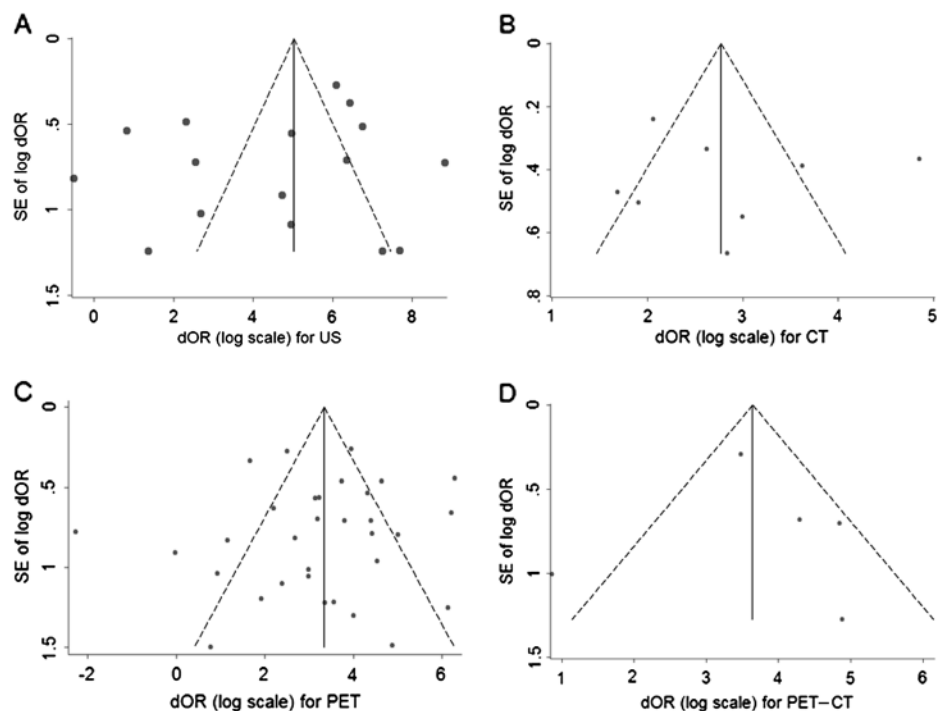 A
SE of log dOR
0
.5
1
1.5
0 2 4 6 8
dOR (log scale) for US
B
SE of log dOR
0
.2
.4
.6
.8
1 2 3 4 5
dOR (log scale) for CT
C
SE of log dOR
0
.5
1
1.5
-2 0 2 4 6
dOR (log scale) for PET
D
SE of log dOR
0
.5
1
1.5
1 2 3 4 5 6
dOR (log scale) for PET−CT